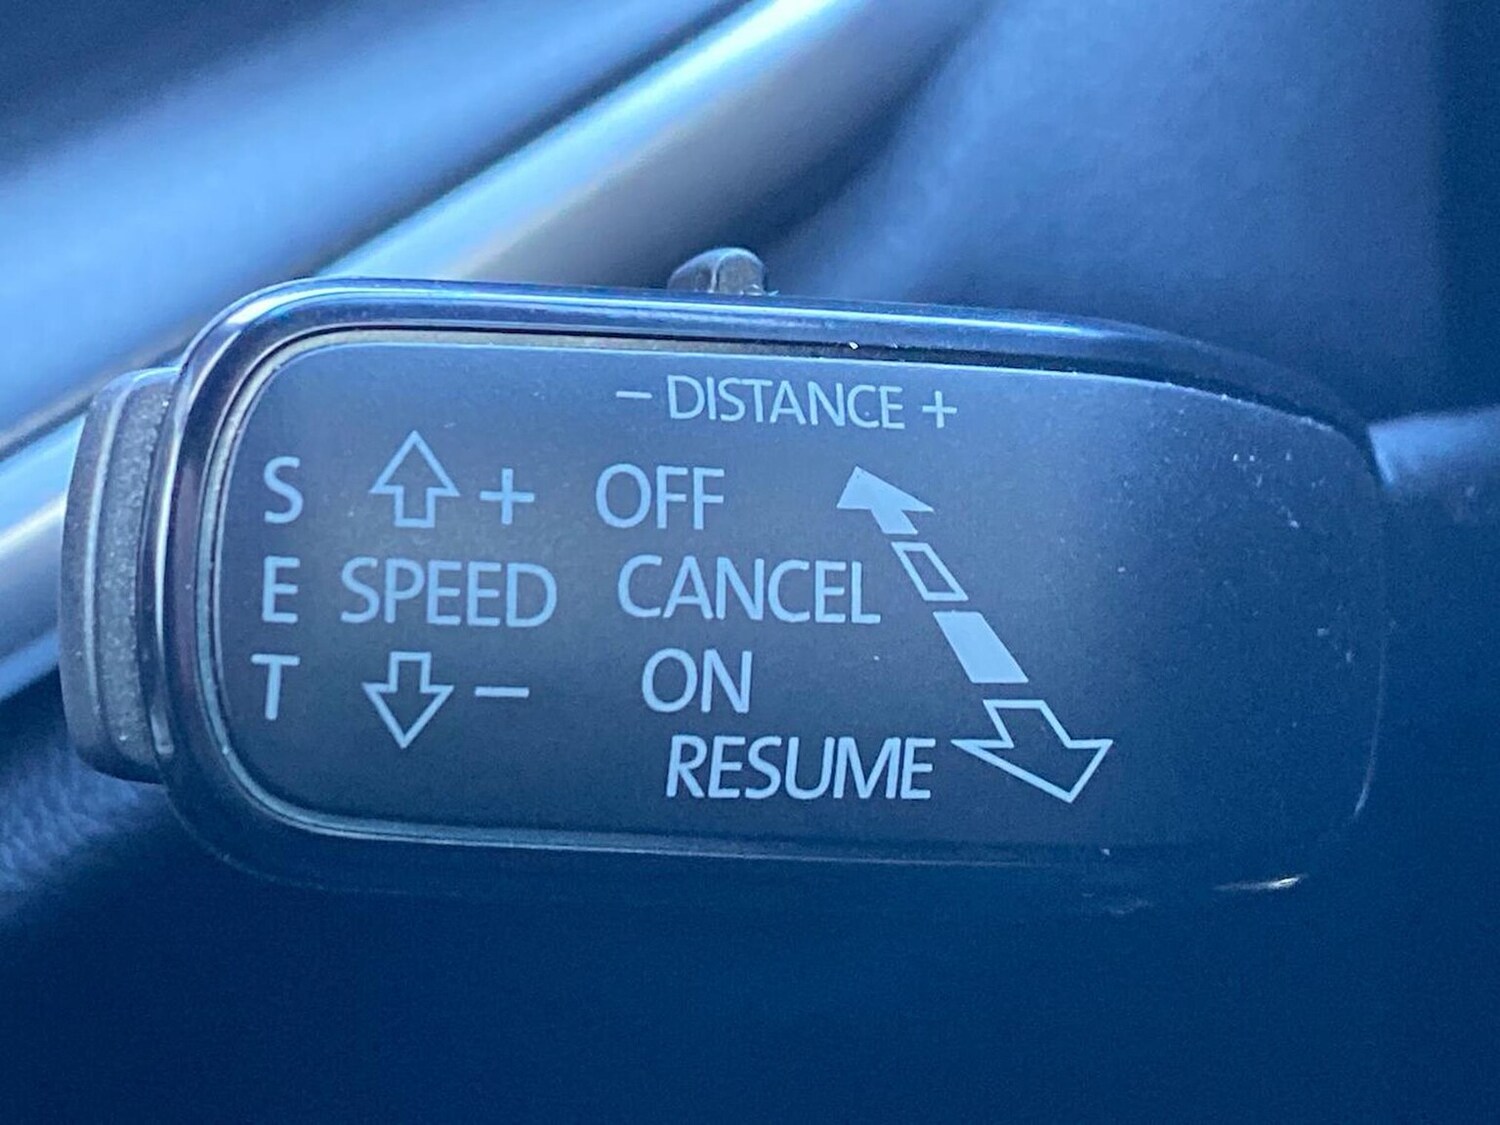 – DISTANCE +
S + OFF
E SPEED CANCEL
T – ON
RESUME